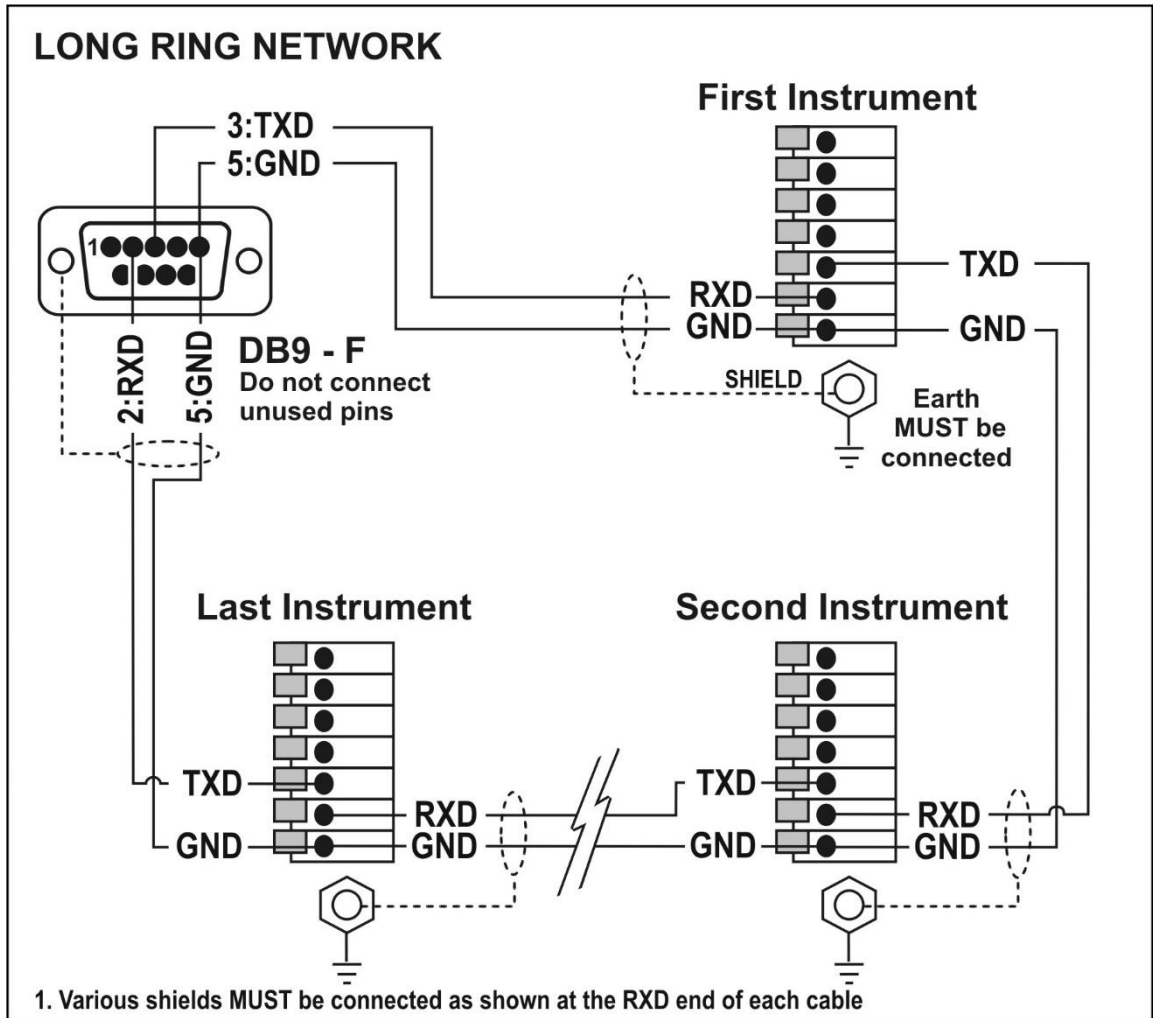 LONG RING NETWORK
First Instrument
3:TXD
5:GND
1
TXD
RXD
GND
GND
2:RXD
5:GND
DB9 - F
Do not connect
unused pins
SHIELD
Earth
MUST be
connected
Last Instrument
Second Instrument
TXD
TXD
RXD
RXD
GND
GND
GND
GND
1. Various shields MUST be connected as shown at the RXD end of each cable